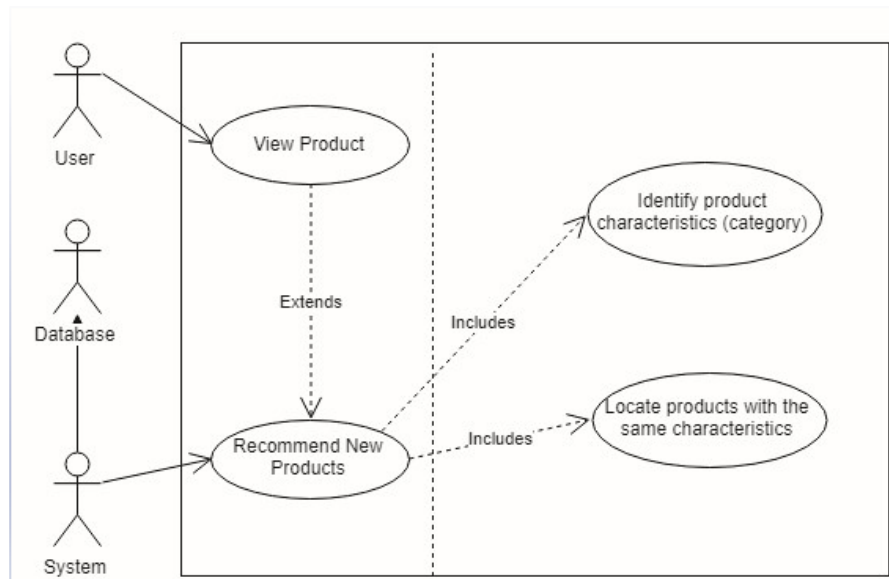 User
View Product
Identify product
characteristics (category)
Database
Extends
Includes
Locate products with the
same characteristics
Recommend New
Products
Includes
System